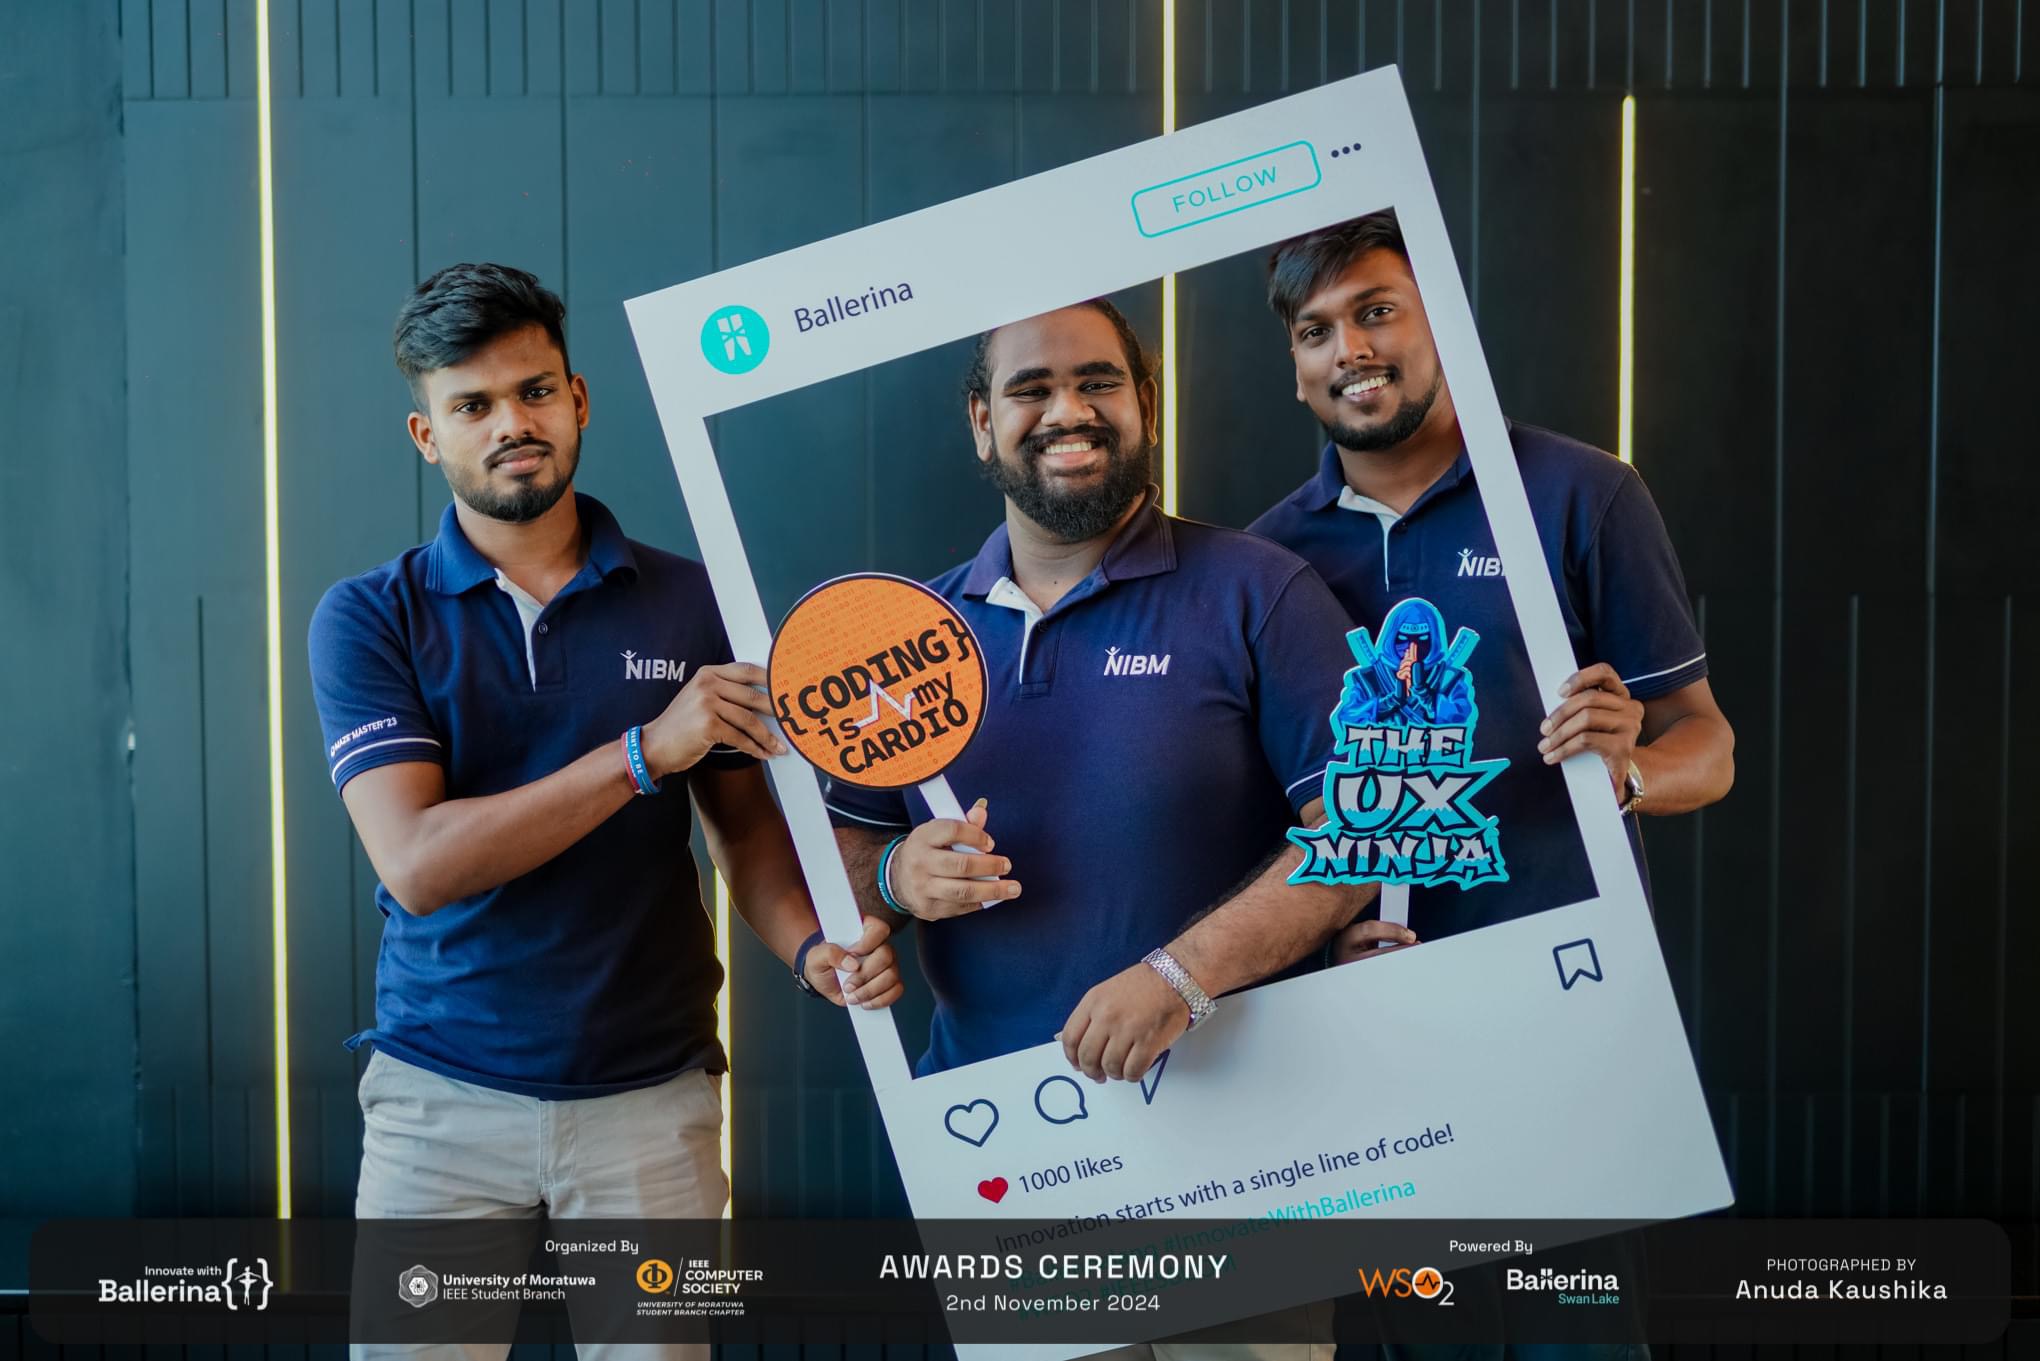 FOLLOW
Ballerina
{CODING}
is my
CARDIO
NIBM
QMAZE MASTER'23
NIBM
NIB
THE
UX
NINJA
1000 likes
Innovation starts with a single line of code!
#InnovateWithBallerina
Innovate with
Ballerina
Organized By
University of Moratuwa
IEEE Student Branch
IEEE
COMPUTER
SOCIETY
UNIVERSITY OF MORATUWA
STUDENT BRANCH CHAPTER
AWARDS CEREMONY
2nd November 2024
Powered By
WSO2
Ballerina
Swan Lake
PHOTOGRAPHED BY
Anuda Kaushika